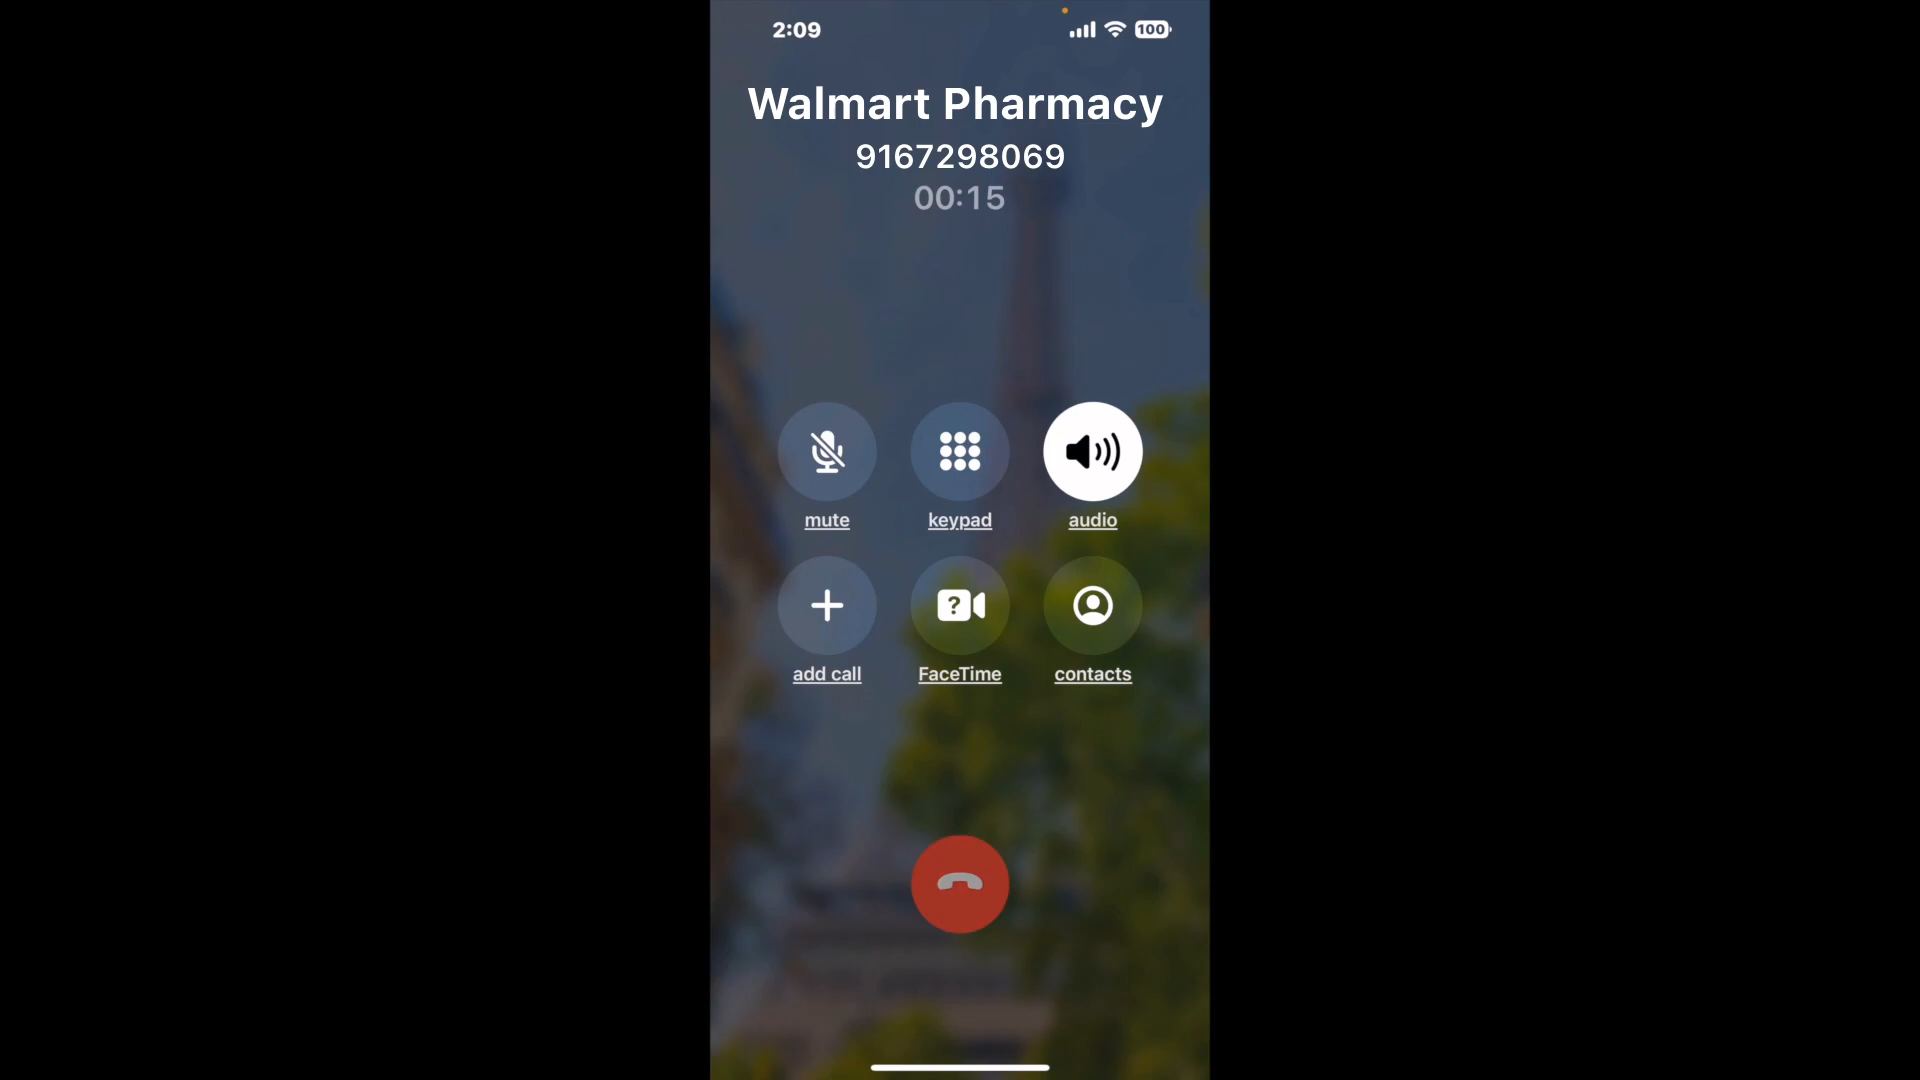 2:09
100
Walmart Pharmacy
9167298069
00:15
mute
keypad
audio
?
add call
FaceTime
contacts